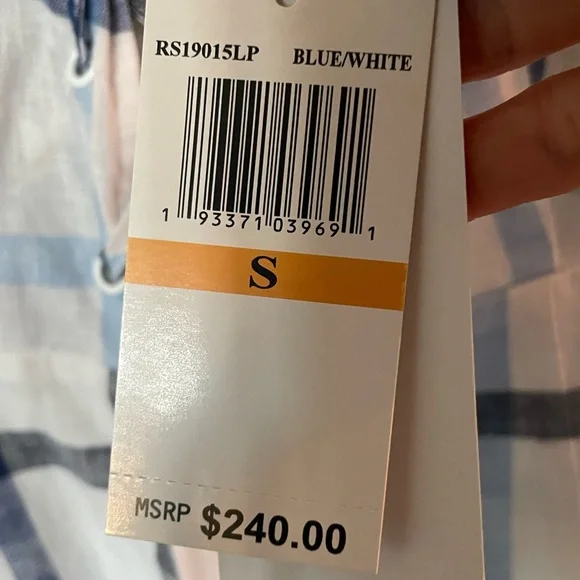 RS19015LP BLUE/WHITE
1 93371 03969 1
S
MSRP $240.00